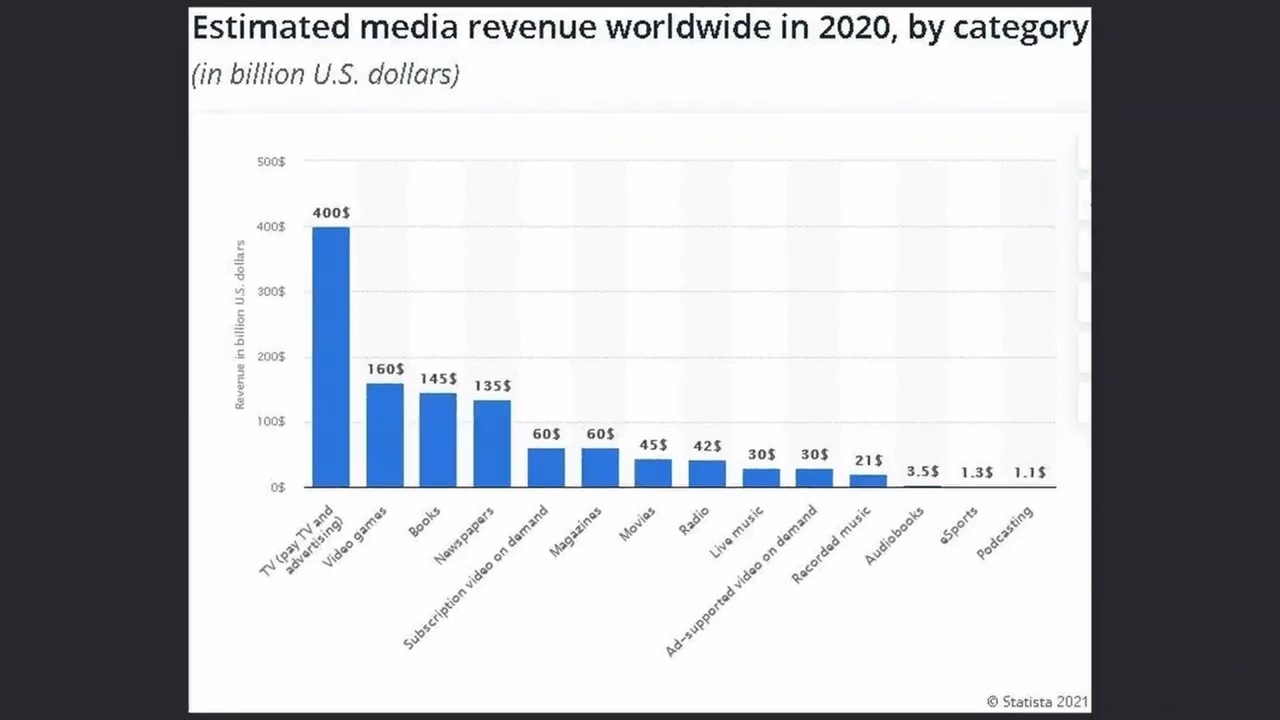 Estimated media revenue worldwide in 2020, by category
(in billion U.S. dollars)
Revenue in billion U.S. dollars
500$
400$
300$
200$
100$
0$
400$
160$
145$
135$
60$
60$
45$
42$
30$
30$
21$
3.5$
1.3$
1.1$
TV (pay TV and
advertising)
Video games
Books
Newspapers
Subscription video on demand
Magazines
Movies
Radio
Live music
Ad-supported video on demand
Recorded music
Audiobooks
eSports
Podcasting
© Statista 2021